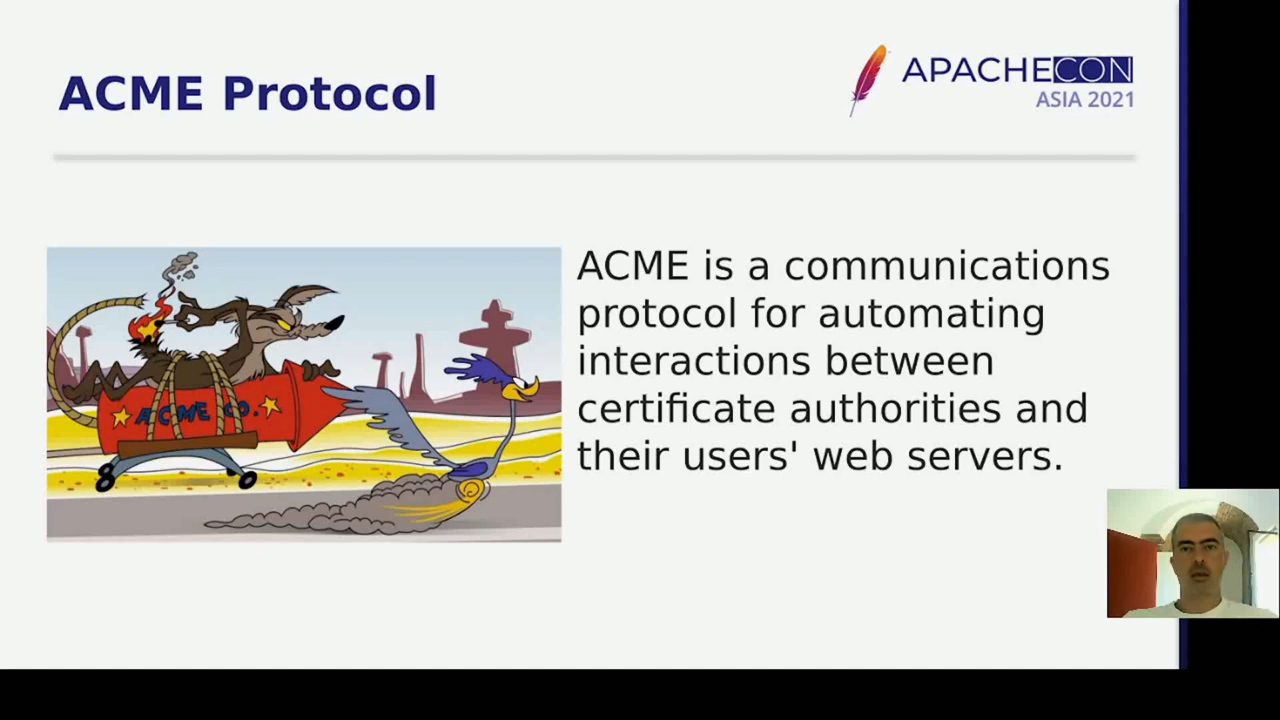 ACME Protocol
APACHECON
ASIA 2021
ACME CO.
ACME is a communications
protocol for automating
interactions between
certificate authorities and
their users' web servers.